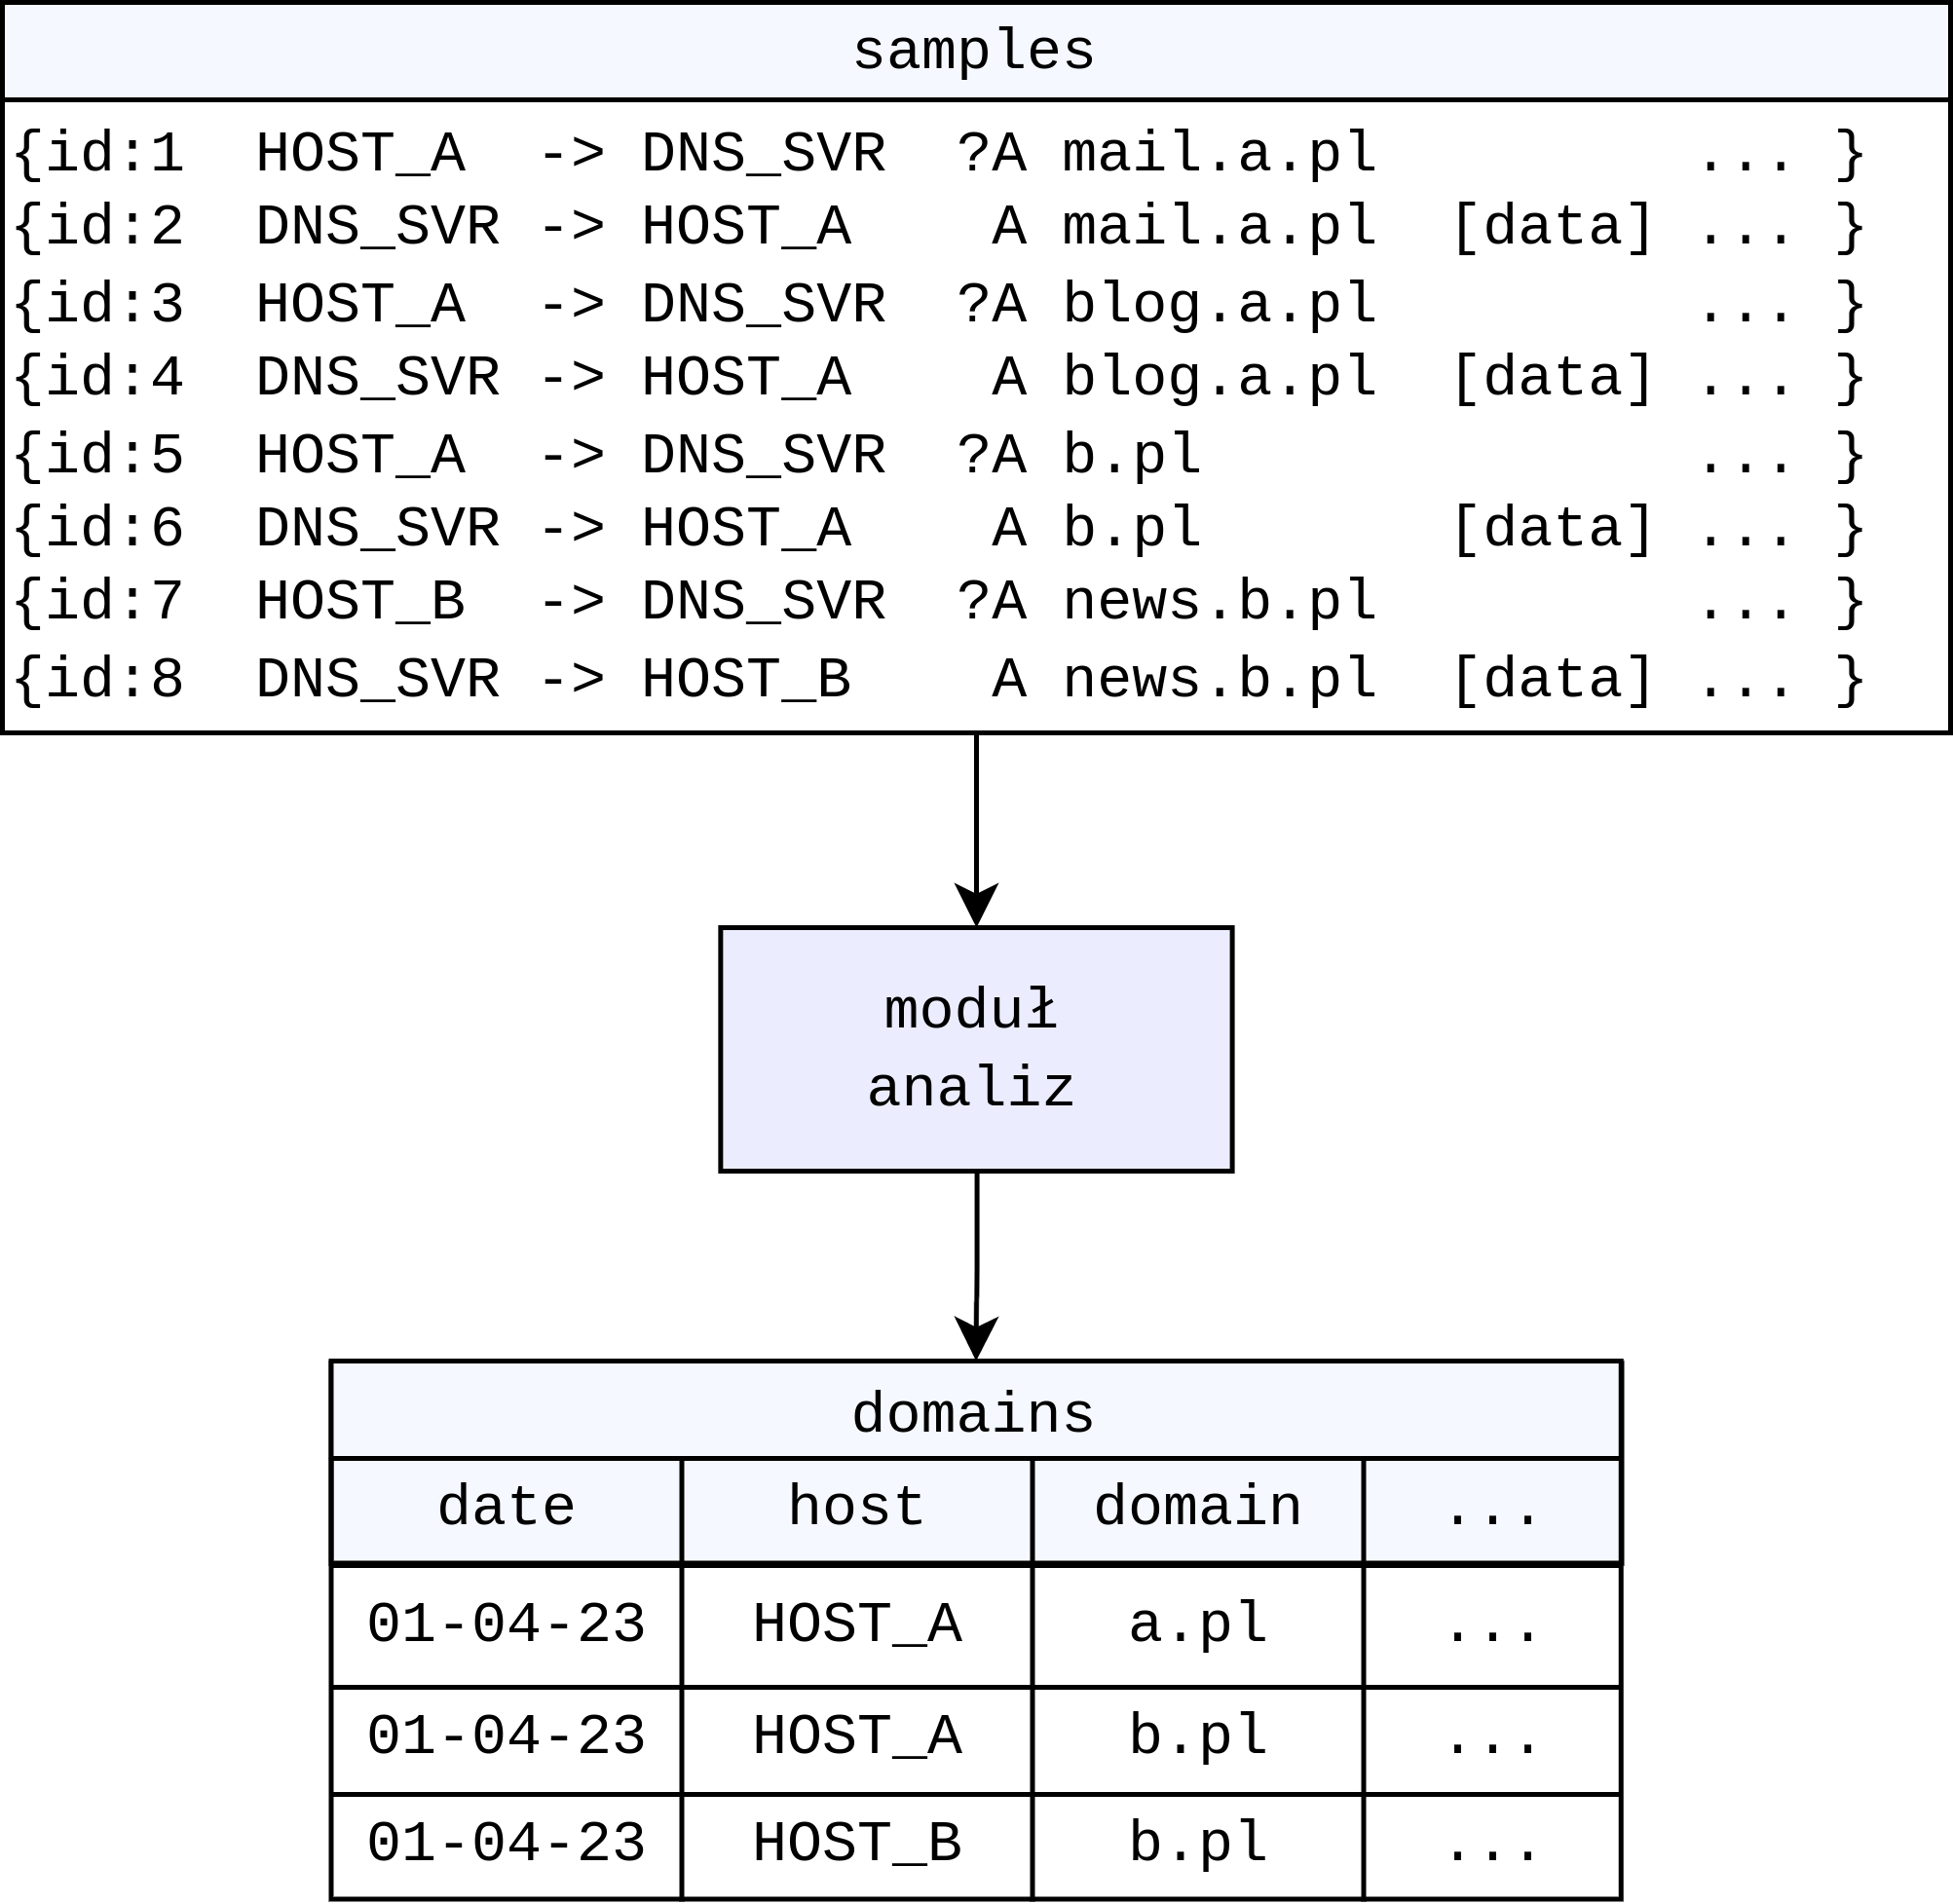 samples
{id:1  HOST_A  -> DNS_SVR  ?A mail.a.pl         ... }
{id:2  DNS_SVR -> HOST_A    A mail.a.pl  [data] ... }
{id:3  HOST_A  -> DNS_SVR  ?A blog.a.pl         ... }
{id:4  DNS_SVR -> HOST_A    A blog.a.pl  [data] ... }
{id:5  HOST_A  -> DNS_SVR  ?A b.pl              ... }
{id:6  DNS_SVR -> HOST_A    A b.pl       [data] ... }
{id:7  HOST_B  -> DNS_SVR  ?A news.b.pl         ... }
{id:8  DNS_SVR -> HOST_B    A news.b.pl  [data] ... }
moduł
analiz
domains
date host domain ...
01-04-23 HOST_A a.pl ...
01-04-23 HOST_A b.pl ...
01-04-23 HOST_B b.pl ...